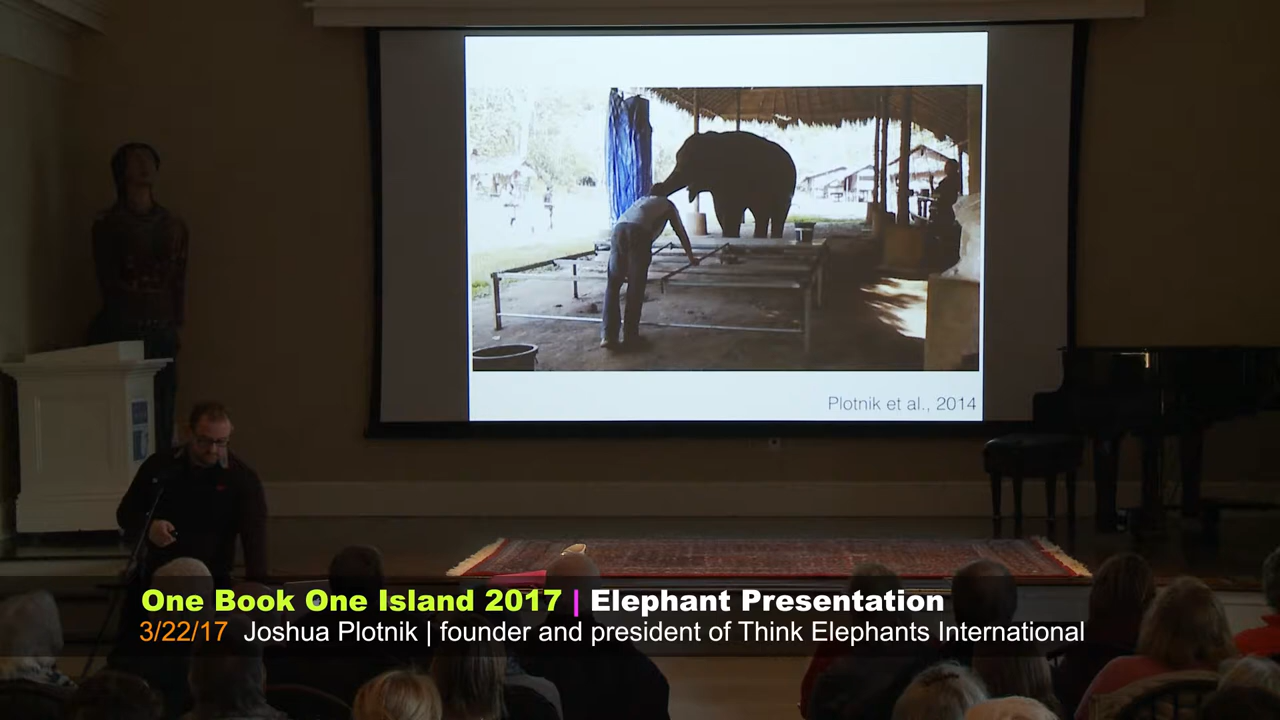 Plotnik et al., 2014
One Book One Island 2017 | Elephant Presentation
3/22/17 Joshua Plotnik | founder and president of Think Elephants International